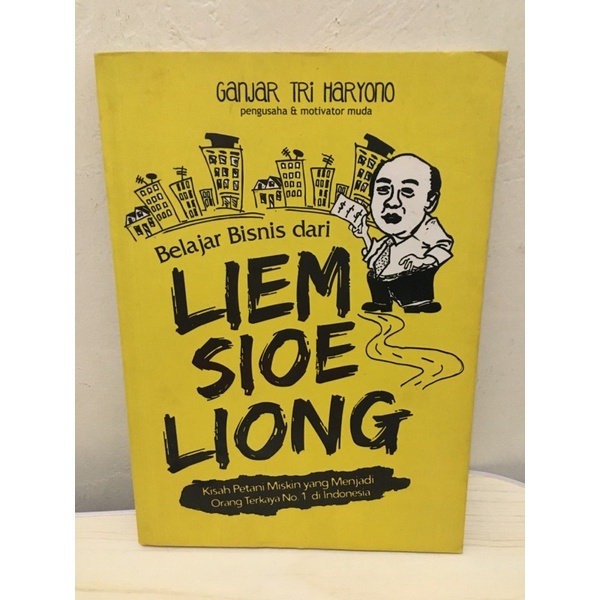 GANJAR TRI HARYONO
pengusaha & motivator muda
Belajar Bisnis dari
LIEM
SIOE
LIONG
Kisah Petani Miskin yang Menjadi
Orang Terkaya No. 1 di Indonesia